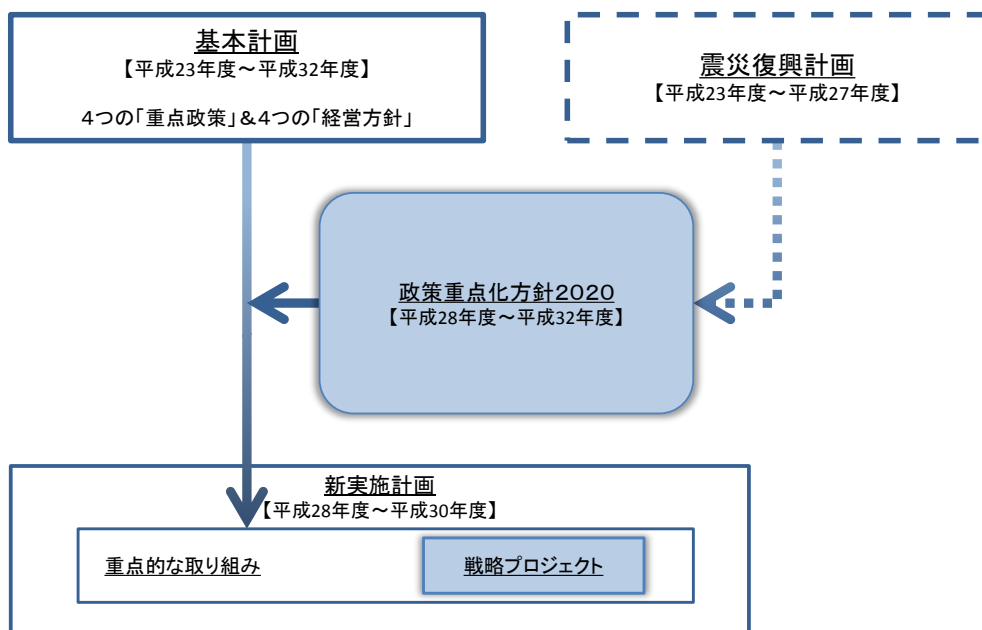 基本計画
【平成23年度～平成32年度】
4つの「重点政策」＆4つの「経営方針」
震災復興計画
【平成23年度～平成27年度】
政策重点化方針２０２０
【平成28年度～平成32年度】
新実施計画
【平成28年度～平成30年度】
重点的な取り組み
戦略プロジェクト